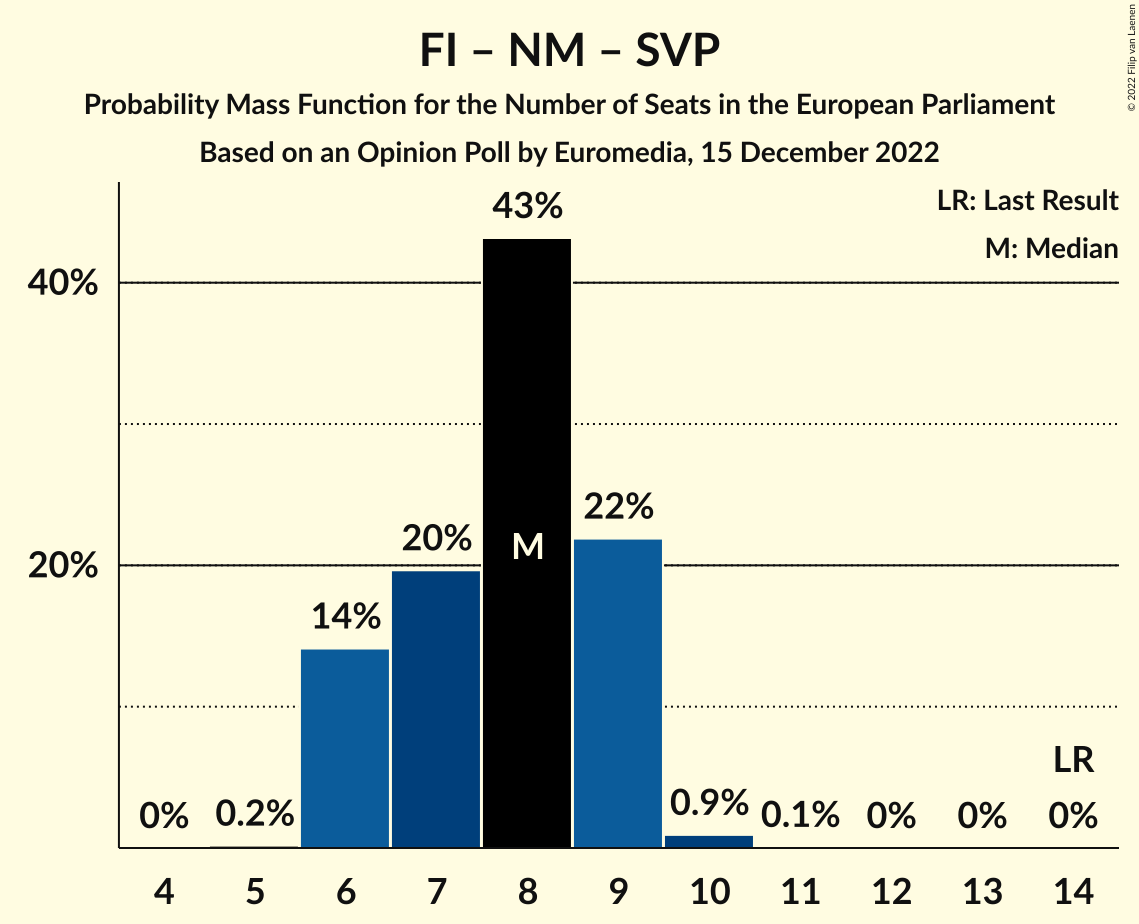 FI – NM – SVP
Probability Mass Function for the Number of Seats in the European Parliament
Based on an Opinion Poll by Euromedia, 15 December 2022
© 2022 Filip van Laenen
LR: Last Result
M: Median
43%
40%
22%
20%
M
20%
14%
LR
0%
0.2%
0.9%
0.1%
0%
0%
0%
4 5 6 7 8 9 10 11 12 13 14